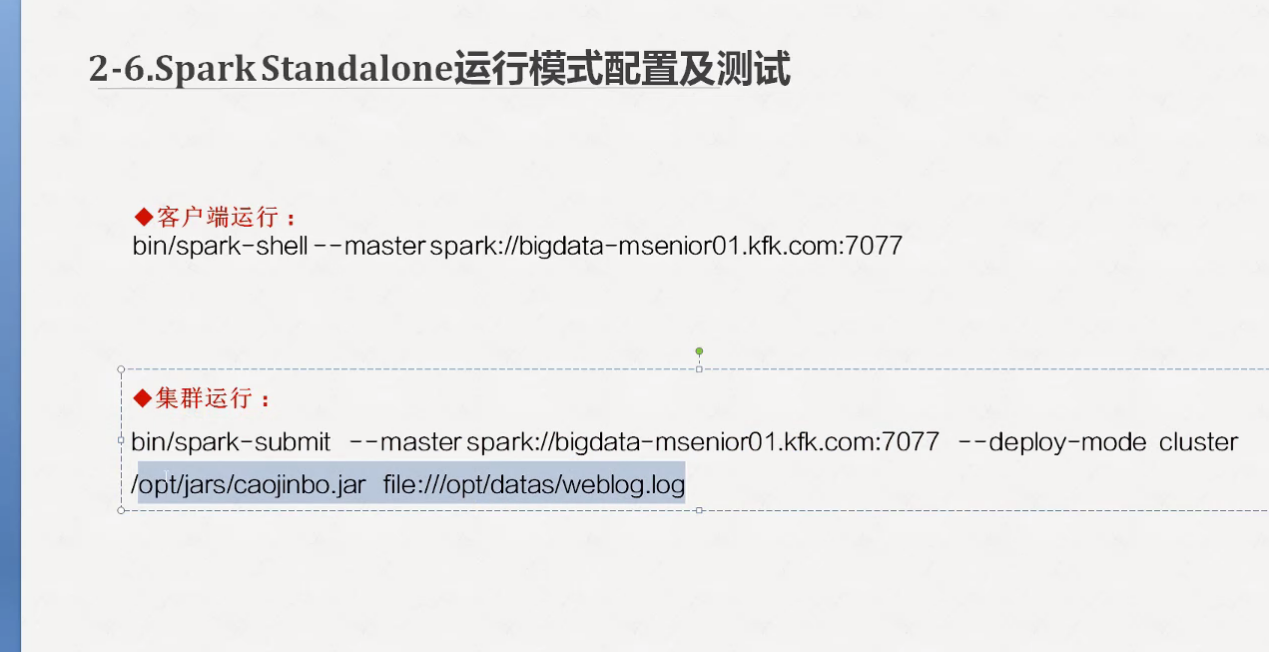 2-6.Spark Standalone运行模式配置及测试
◆客户端运行：
bin/spark-shell --master spark://bigdata-msenior01.kfk.com:7077
◆集群运行：
bin/spark-submit --master spark://bigdata-msenior01.kfk.com:7077 --deploy-mode cluster
/opt/jars/caojinbo.jar file:///opt/datas/weblog.log